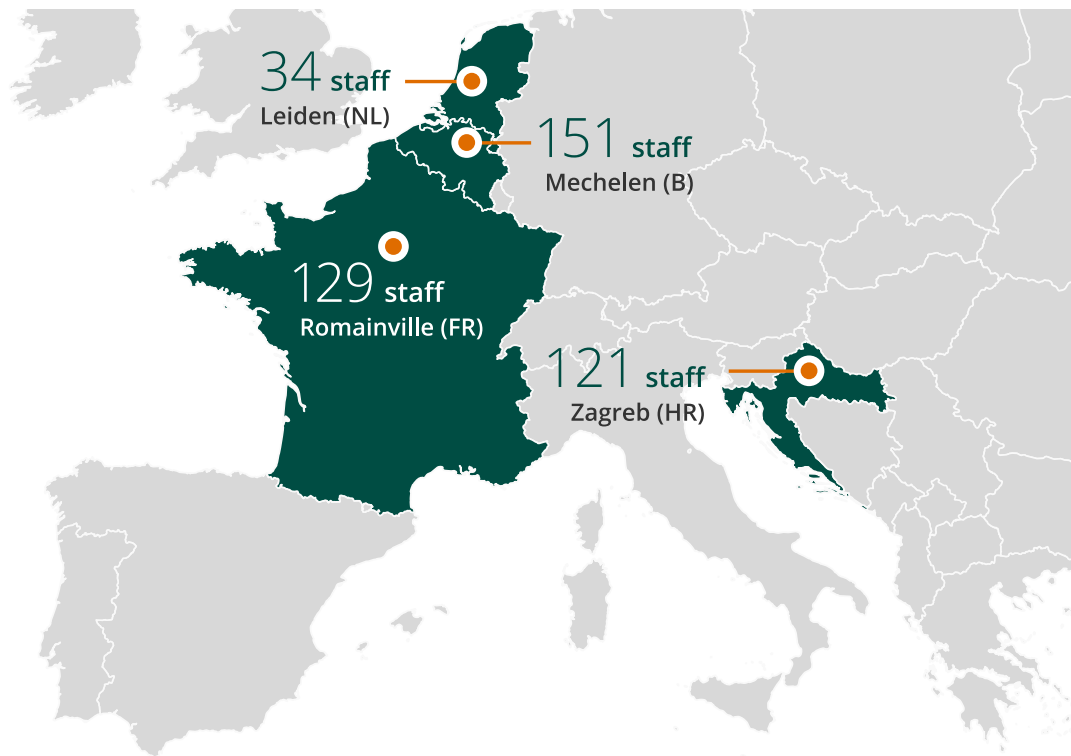 34 staff
Leiden (NL)
151 staff
Mechelen (B)
129 staff
Romainville (FR)
121 staff
Zagreb (HR)